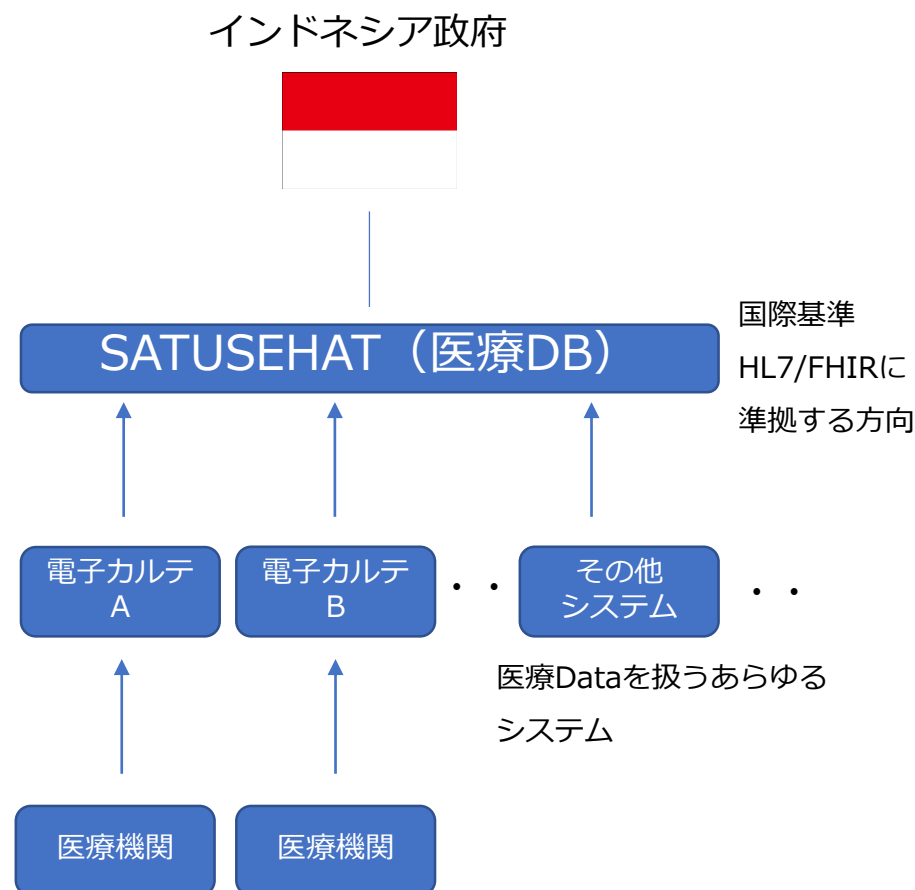 インドネシア政府
SATUSEHAT（医療DB）
国際基準
HL7/FHIRに
準拠する方向
電子カルテ
A
電子カルテ
B
・・
その他
システム
・・
医療Dataを扱うあらゆる
システム
医療機関
医療機関